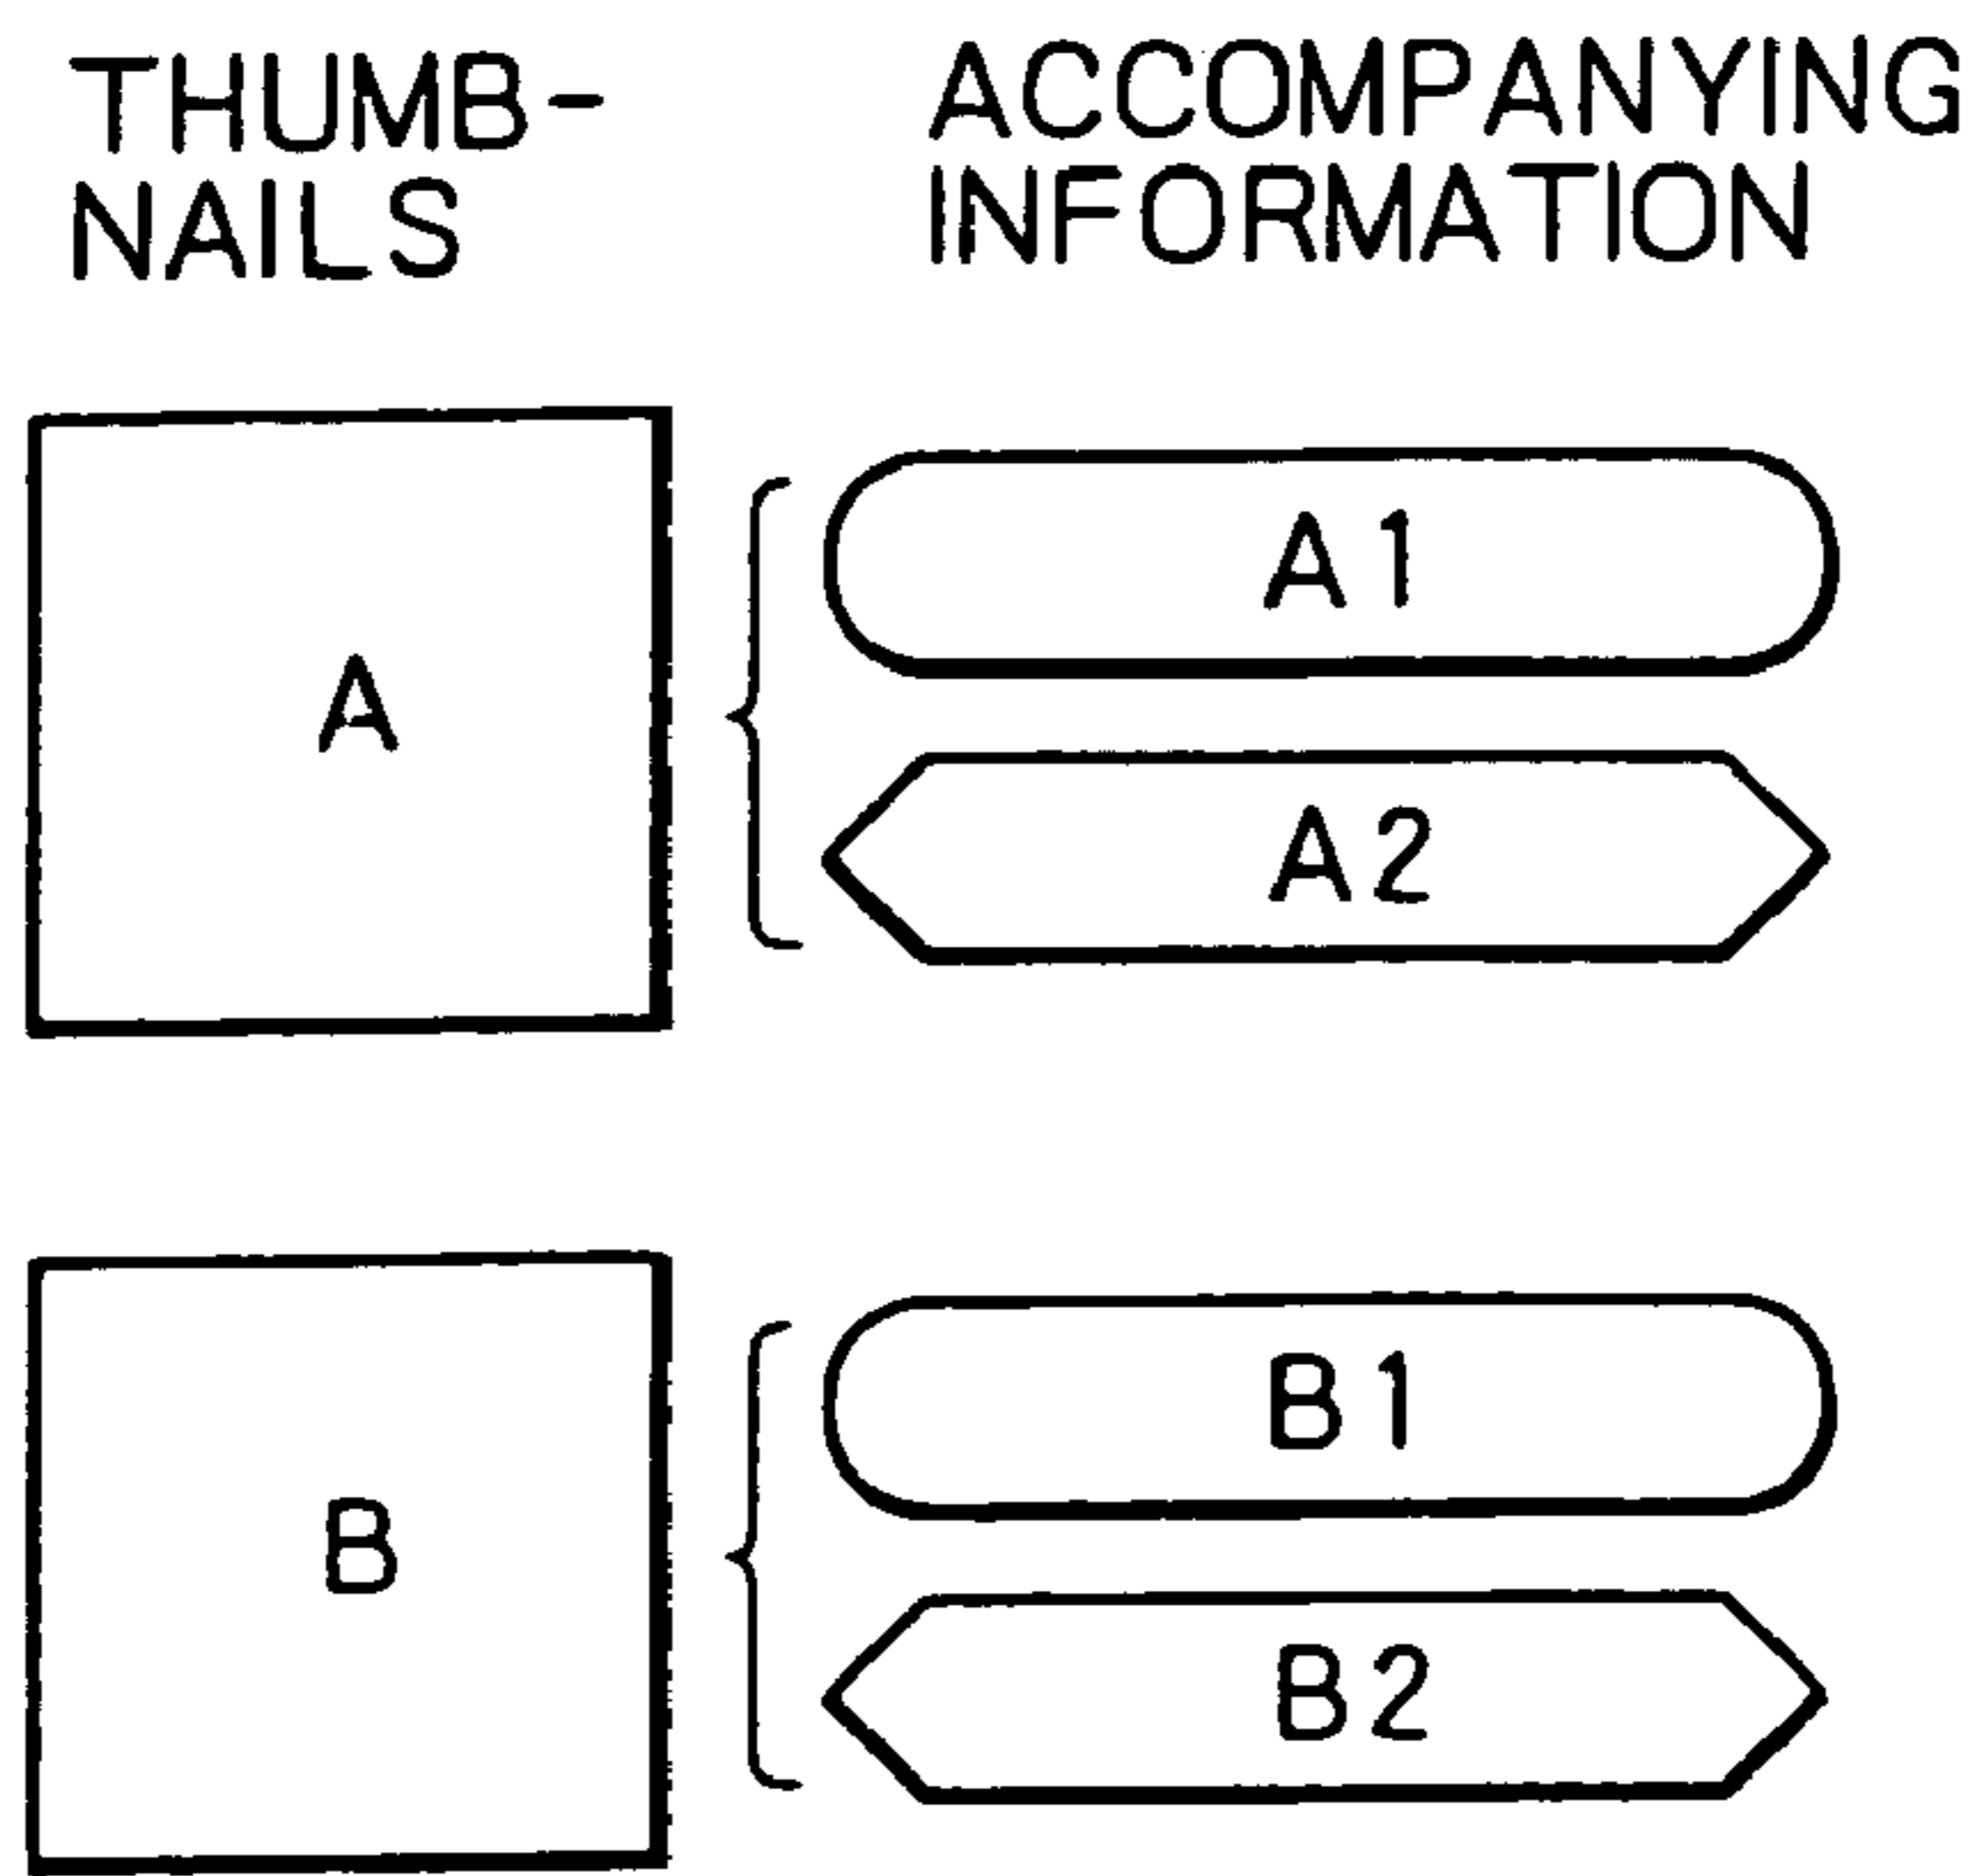 THUMB-
NAILS
ACCOMPANYING
INFORMATION
A
A1
A2
B
B1
B2